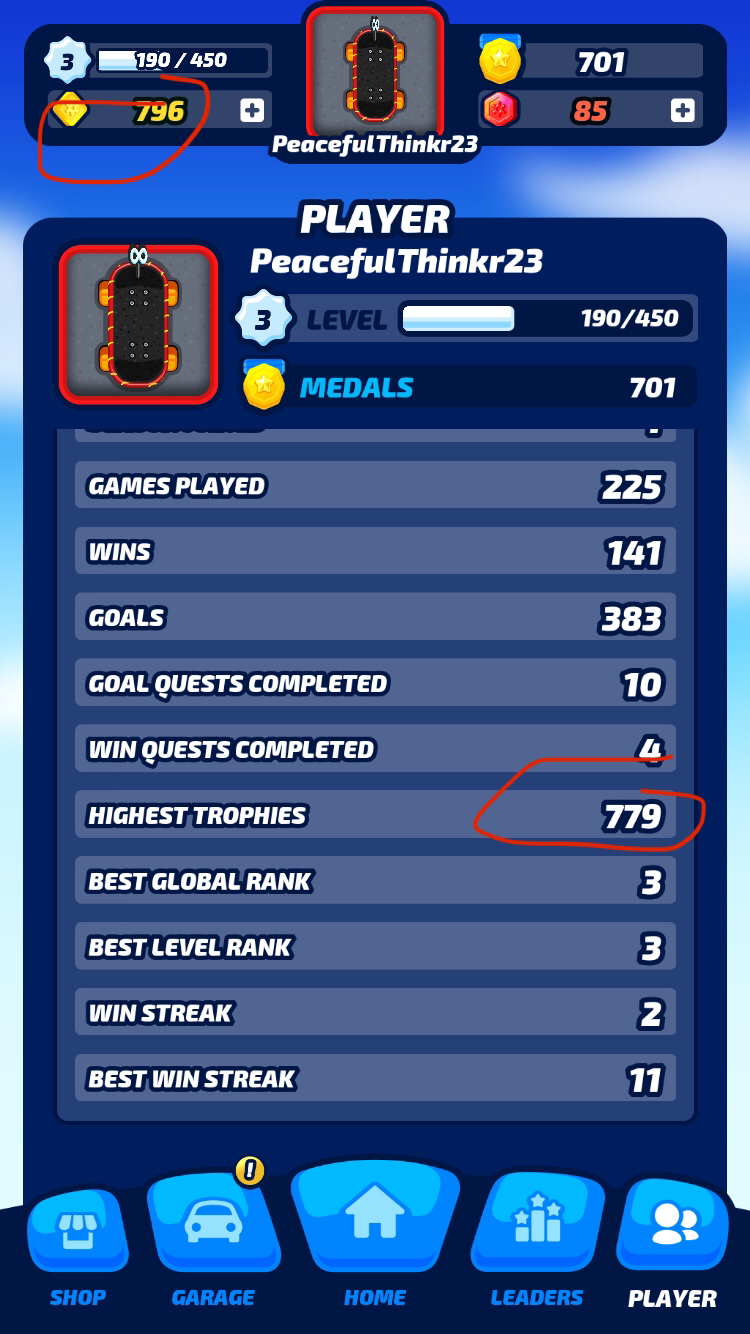 3 190 / 450 701
796 + 85 +
PeacefulThinkr23
PLAYER
PeacefulThinkr23
3 LEVEL 190/450
MEDALS 701
GAMES PLAYED 225
WINS 141
GOALS 383
GOAL QUESTS COMPLETED 10
WIN QUESTS COMPLETED 4
HIGHEST TROPHIES 779
BEST GLOBAL RANK 3
BEST LEVEL RANK 3
WIN STREAK 2
BEST WIN STREAK 11
!
SHOP GARAGE HOME LEADERS PLAYER